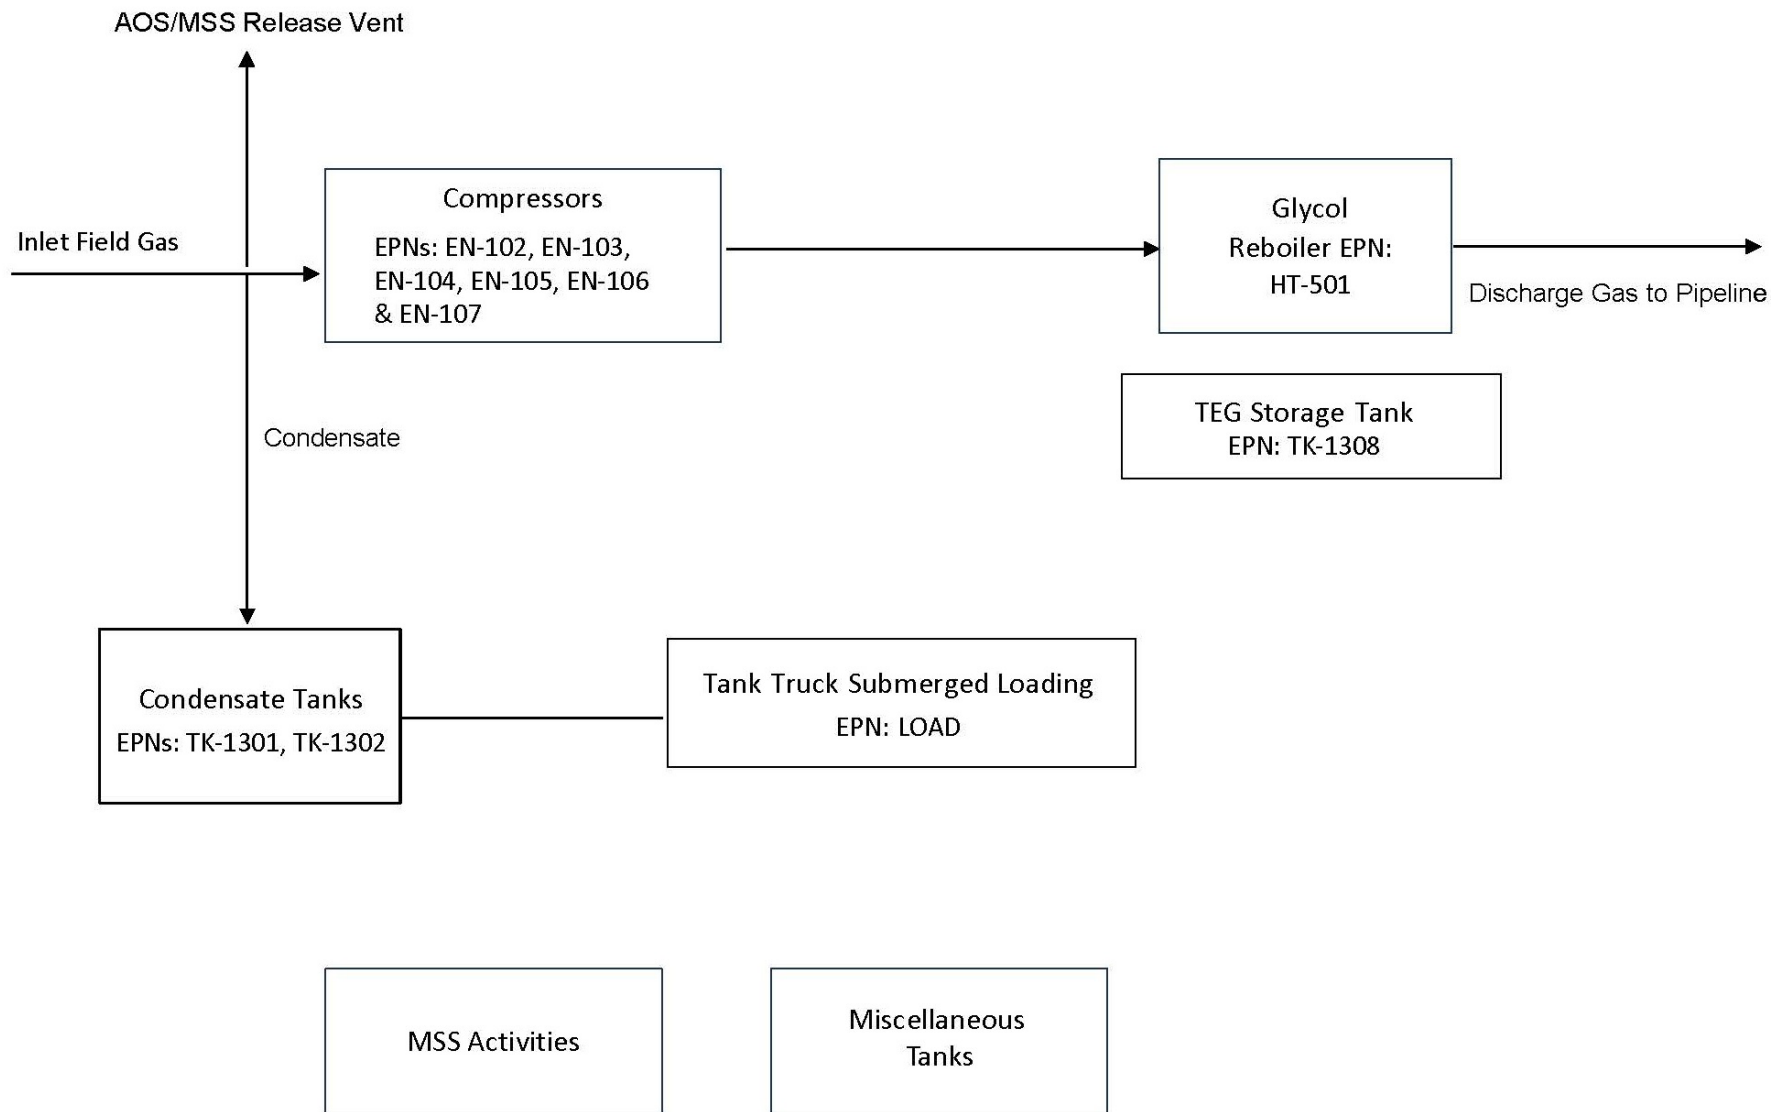 AOS/MSS Release Vent
Inlet Field Gas
Compressors
EPNs: EN-102, EN-103,
EN-104, EN-105, EN-106
& EN-107
Glycol
Reboiler EPN:
HT-501
Discharge Gas to Pipeline
TEG Storage Tank
EPN: TK-1308
Condensate
Condensate Tanks
EPNs: TK-1301, TK-1302
Tank Truck Submerged Loading
EPN: LOAD
MSS Activities
Miscellaneous
Tanks